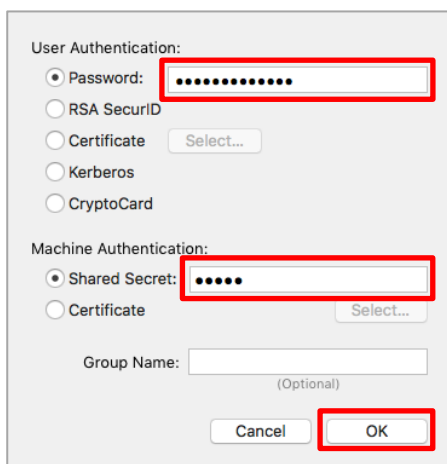 User Authentication:
Password: •••••••••••••
RSA SecurID
Certificate Select...
Kerberos
CryptoCard
Machine Authentication:
Shared Secret: •••••
Certificate Select...
Group Name:
(Optional)
Cancel OK